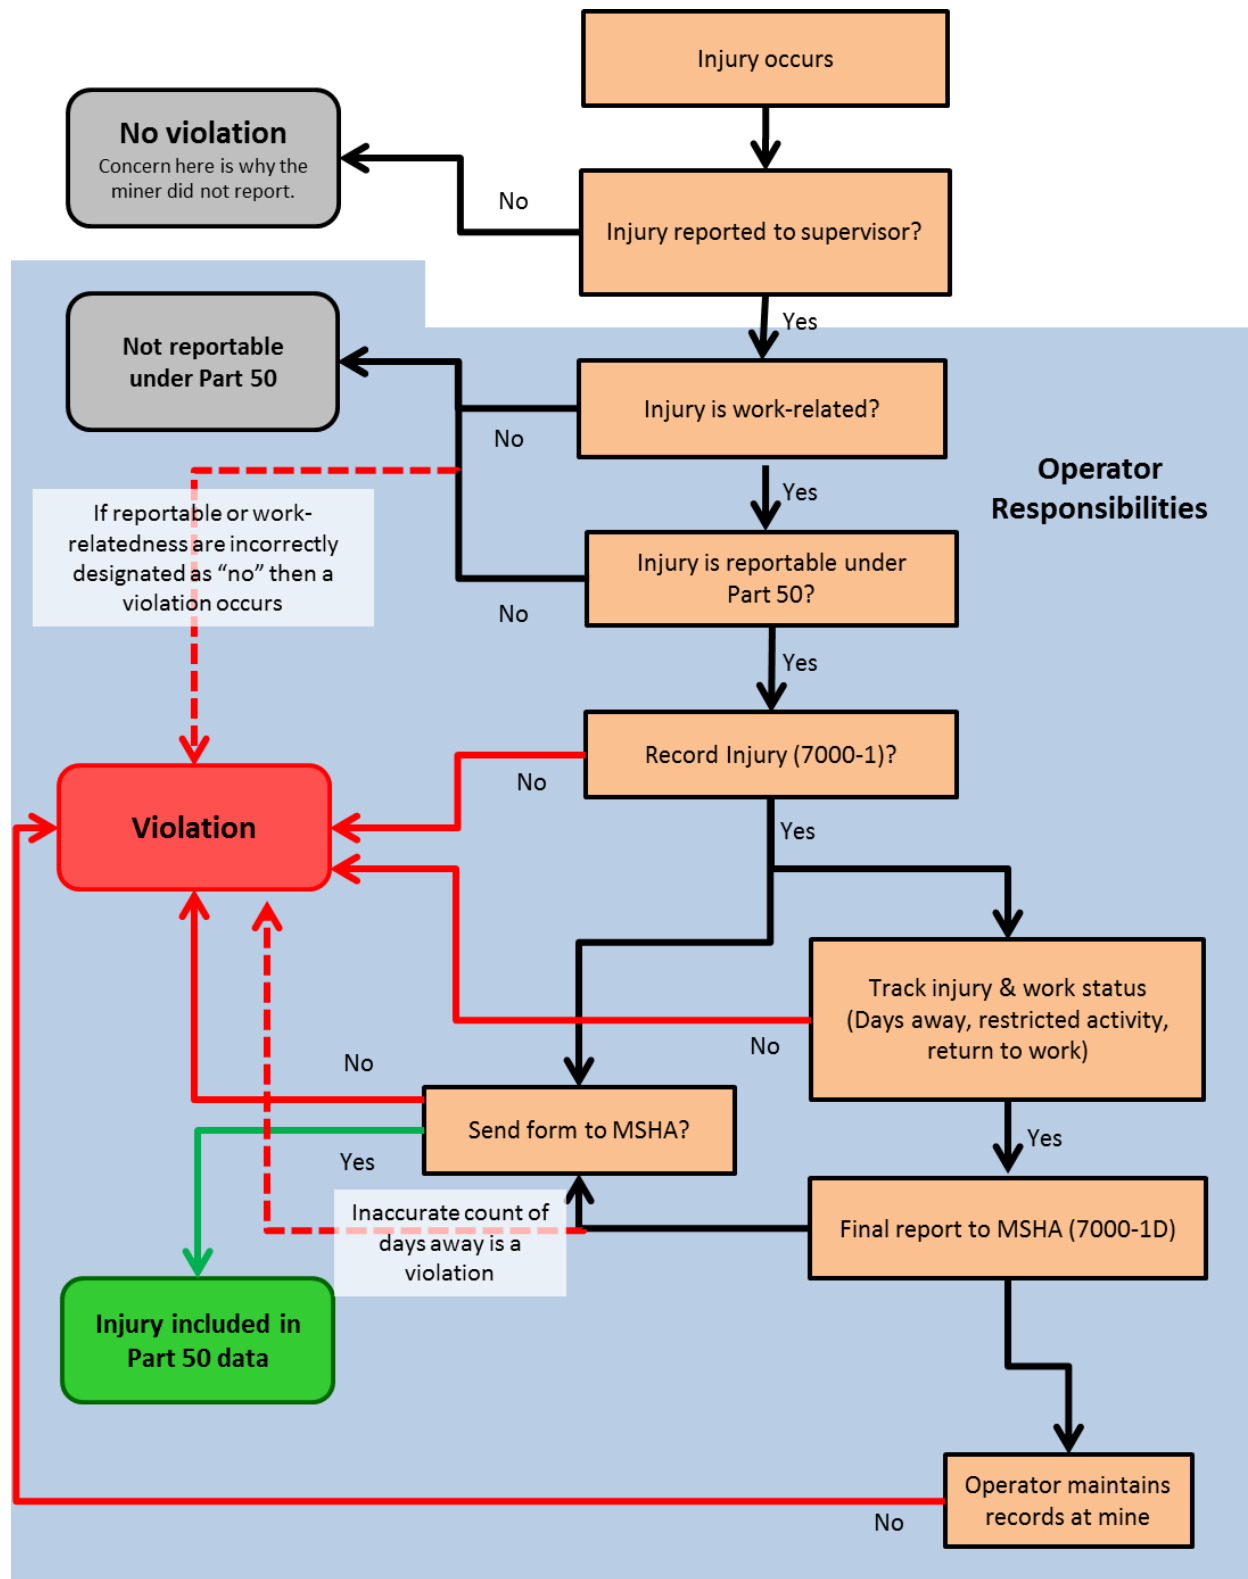 Injury occurs
No violation
Concern here is why the
miner did not report.
No
Injury reported to supervisor?
Yes
Not reportable
under Part 50
Injury is work-related?
No
Yes
Operator
Responsibilities
If reportable or work-
relatedness are incorrectly
designated as “no” then a
violation occurs
Injury is reportable under
Part 50?
No
Yes
Record Injury (7000-1)?
No
Yes
Violation
Track injury & work status
(Days away, restricted activity,
return to work)
No
No
Send form to MSHA?
Yes
Yes
Inaccurate count of
days away is a
violation
Final report to MSHA (7000-1D)
Injury included in
Part 50 data
Operator maintains
records at mine
No